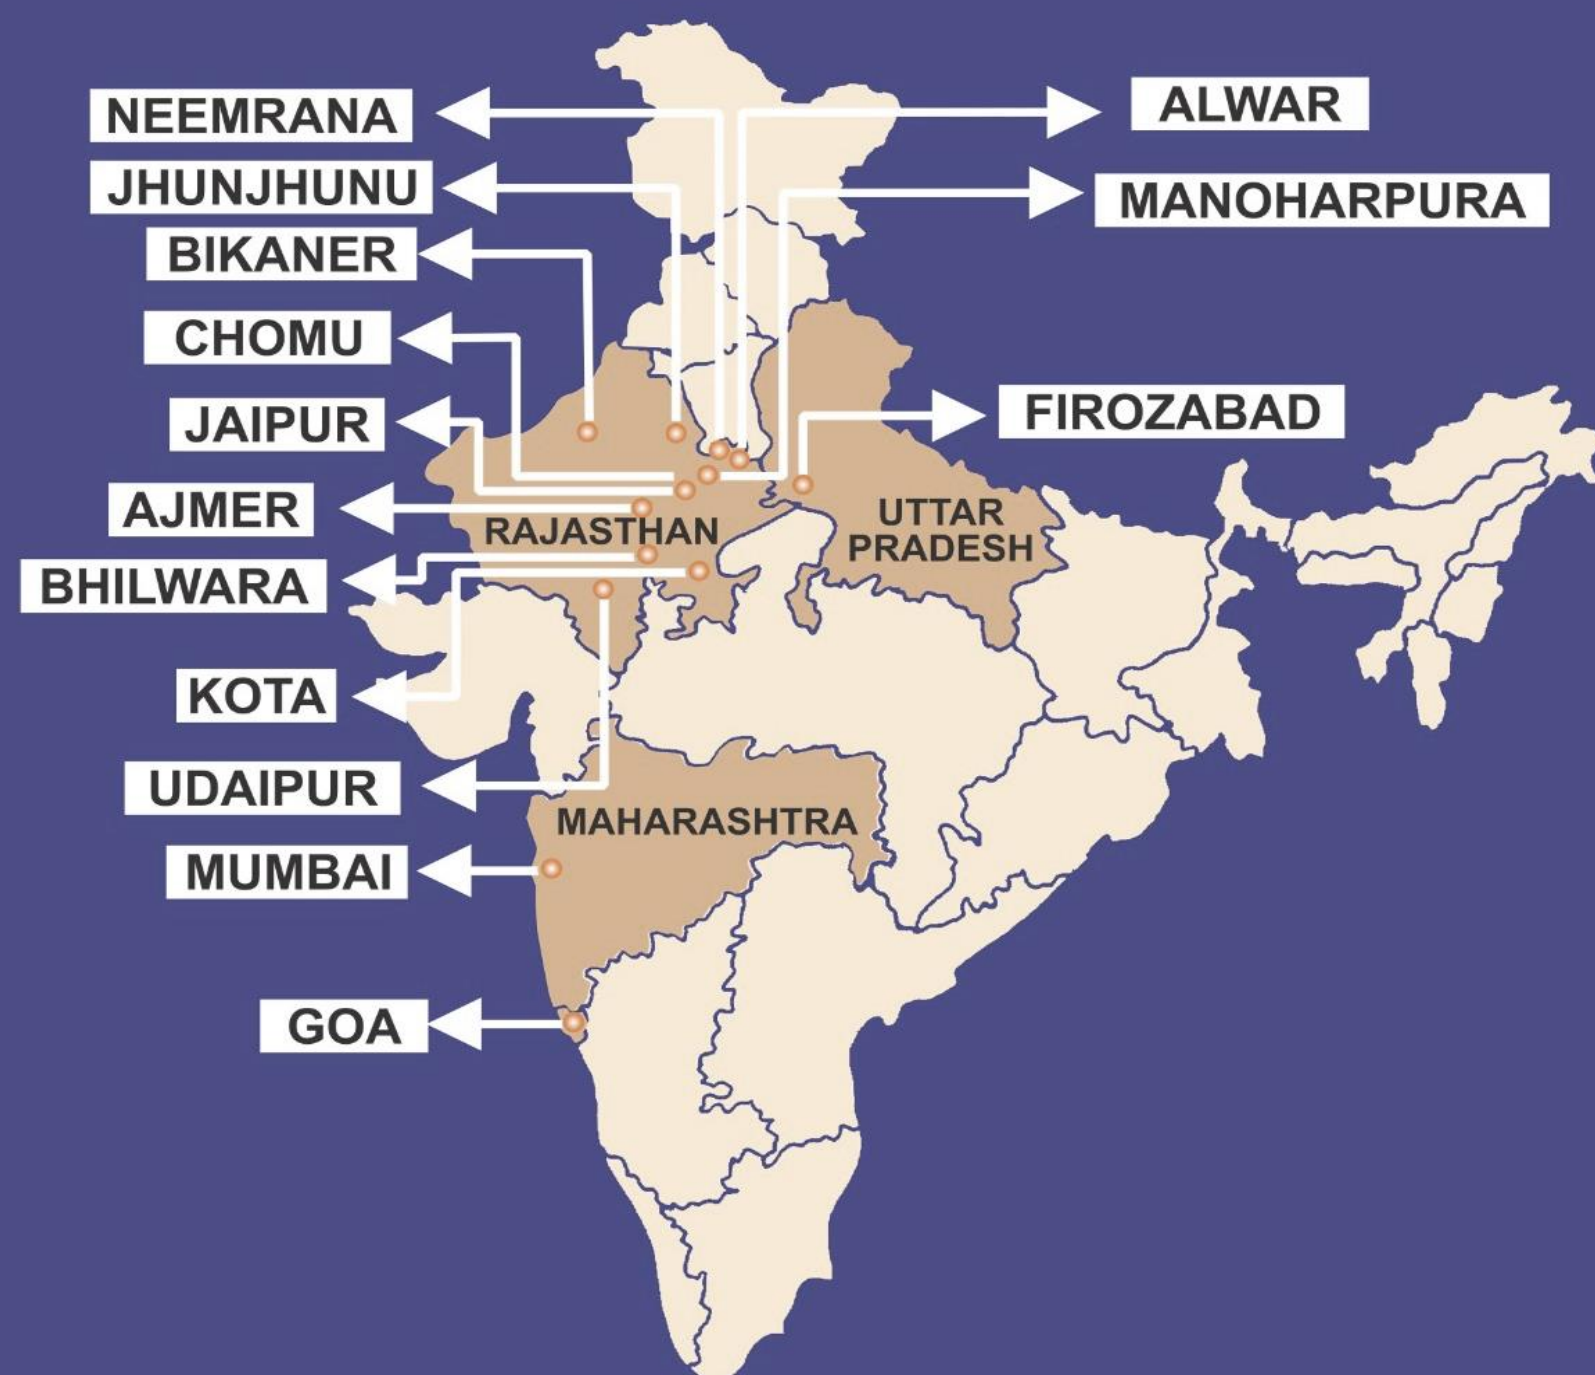 NEEMRANA
JHUNJHUNU
BIKANER
CHOMU
JAIPUR
AJMER
BHILWARA
KOTA
UDAIPUR
MUMBAI
GOA
ALWAR
MANOHARPURA
FIROZABAD
RAJASTHAN
UTTAR
PRADESH
MAHARASHTRA